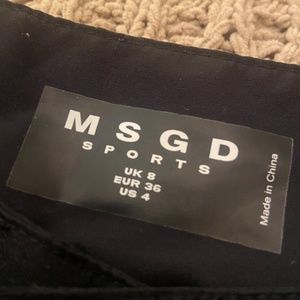 MSGD
SPORTS
UK 8
EUR 36
US 4
Made in China